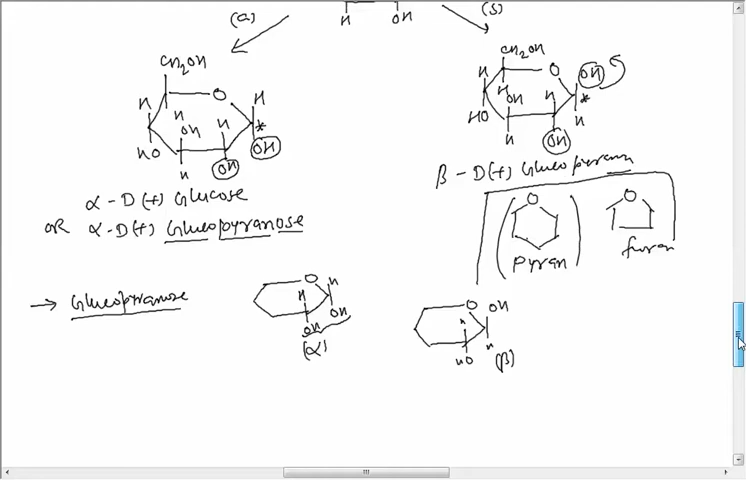 (a)
H OH
(b)
CH2OH
O
H
H
H
H
OH
*
HO
H
OH
OH
CH2OH
O
OH
H
H
H
OH
*
HO
H
H
OH
α - D (+) Glucose
OR α - D(+) Glucopyranose
β - D(+) Glucopyran
O
Pyran
O
furan
→ Glucopyranose
O
H
H
OH
OH
(α)
O
OH
H
H
HO
(β)